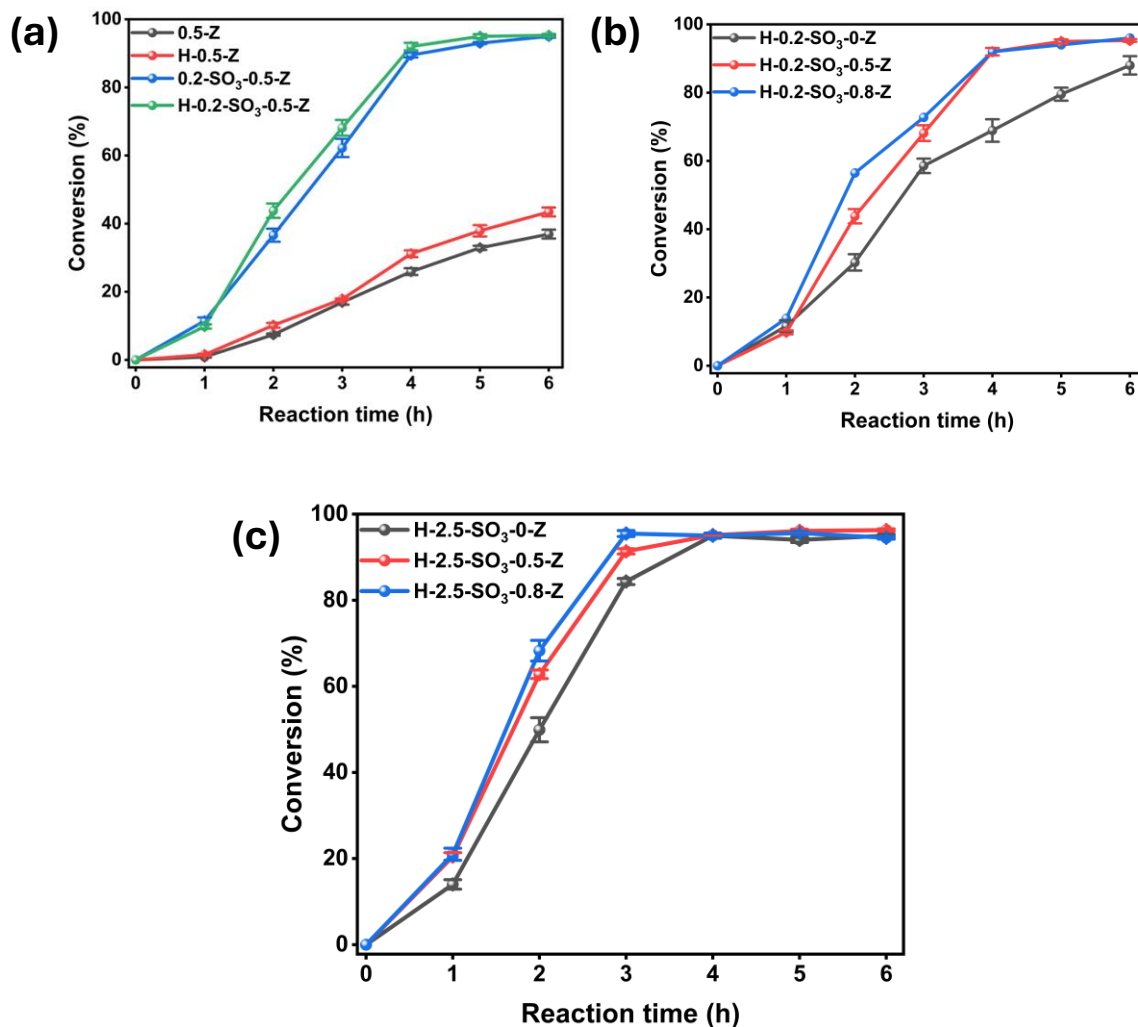 (a)
100
80
60
40
20
0
Conversion (%)
0.5-Z
H-0.5-Z
0.2-SO₃-0.5-Z
H-0.2-SO₃-0.5-Z
0 1 2 3 4 5 6
Reaction time (h)
(b)
100
80
60
40
20
0
Conversion (%)
H-0.2-SO₃-0-Z
H-0.2-SO₃-0.5-Z
H-0.2-SO₃-0.8-Z
0 1 2 3 4 5 6
Reaction time (h)
(c)
100
80
60
40
20
0
Conversion (%)
H-2.5-SO₃-0-Z
H-2.5-SO₃-0.5-Z
H-2.5-SO₃-0.8-Z
0 1 2 3 4 5 6
Reaction time (h)